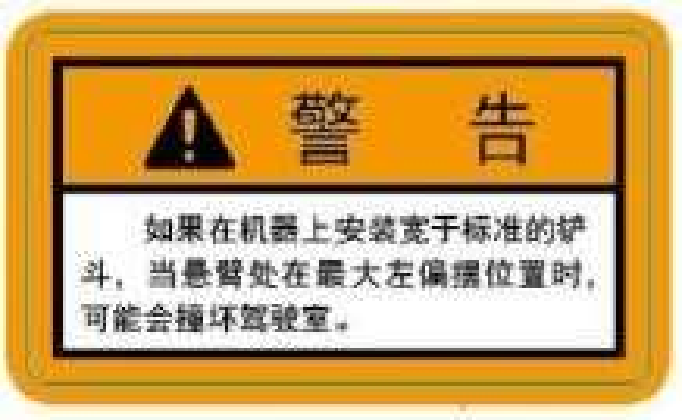 警 告
如果在机器上安装宽于标准的铲
斗，当悬臂处在最大左偏摆位置时，
可能会撞坏驾驶室。